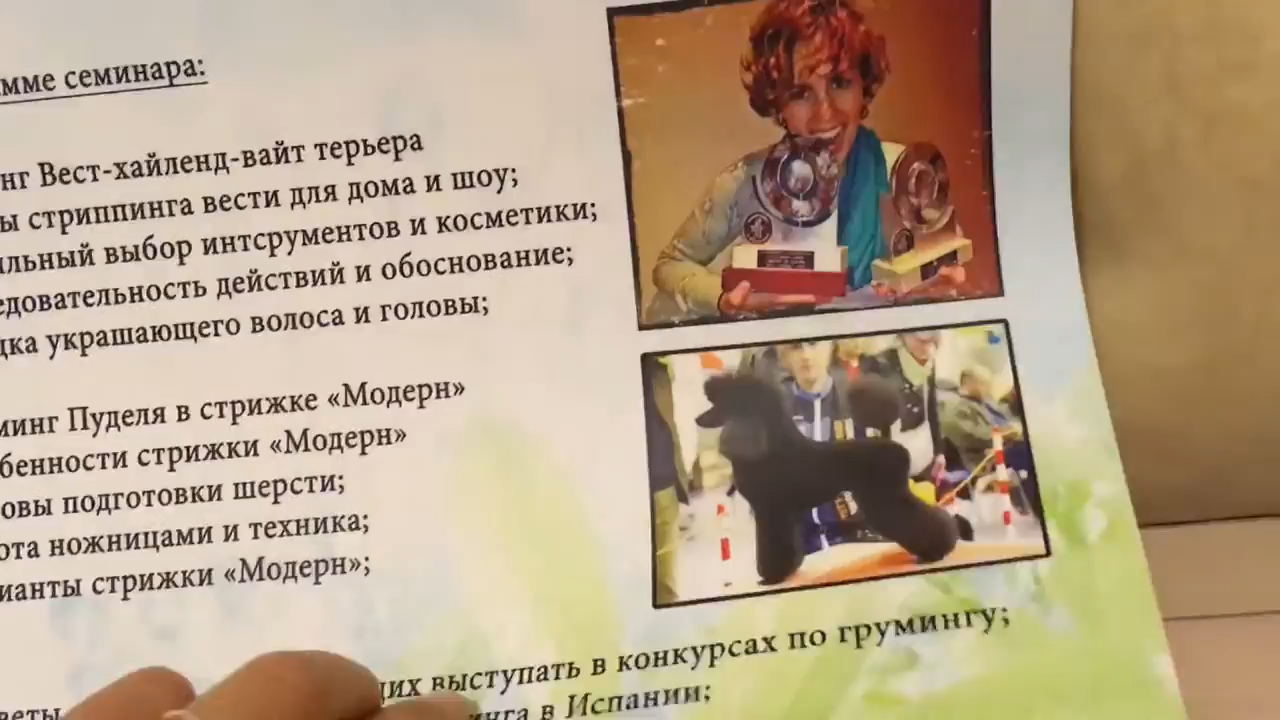 мме семинара:
нг Вест-хайленд-вайт терьера
ы стриппинга вести для дома и шоу;
льный выбор интсрументов и косметики;
едовательность действий и обоснование;
дка украшающего волоса и головы;
минг Пуделя в стрижке «Модерн»
бенности стрижки «Модерн»
овы подготовки шерсти;
ота ножницами и техника;
ианты стрижки «Модерн»;
их выступать в конкурсах по грумингу;
веты
инга в Испании;